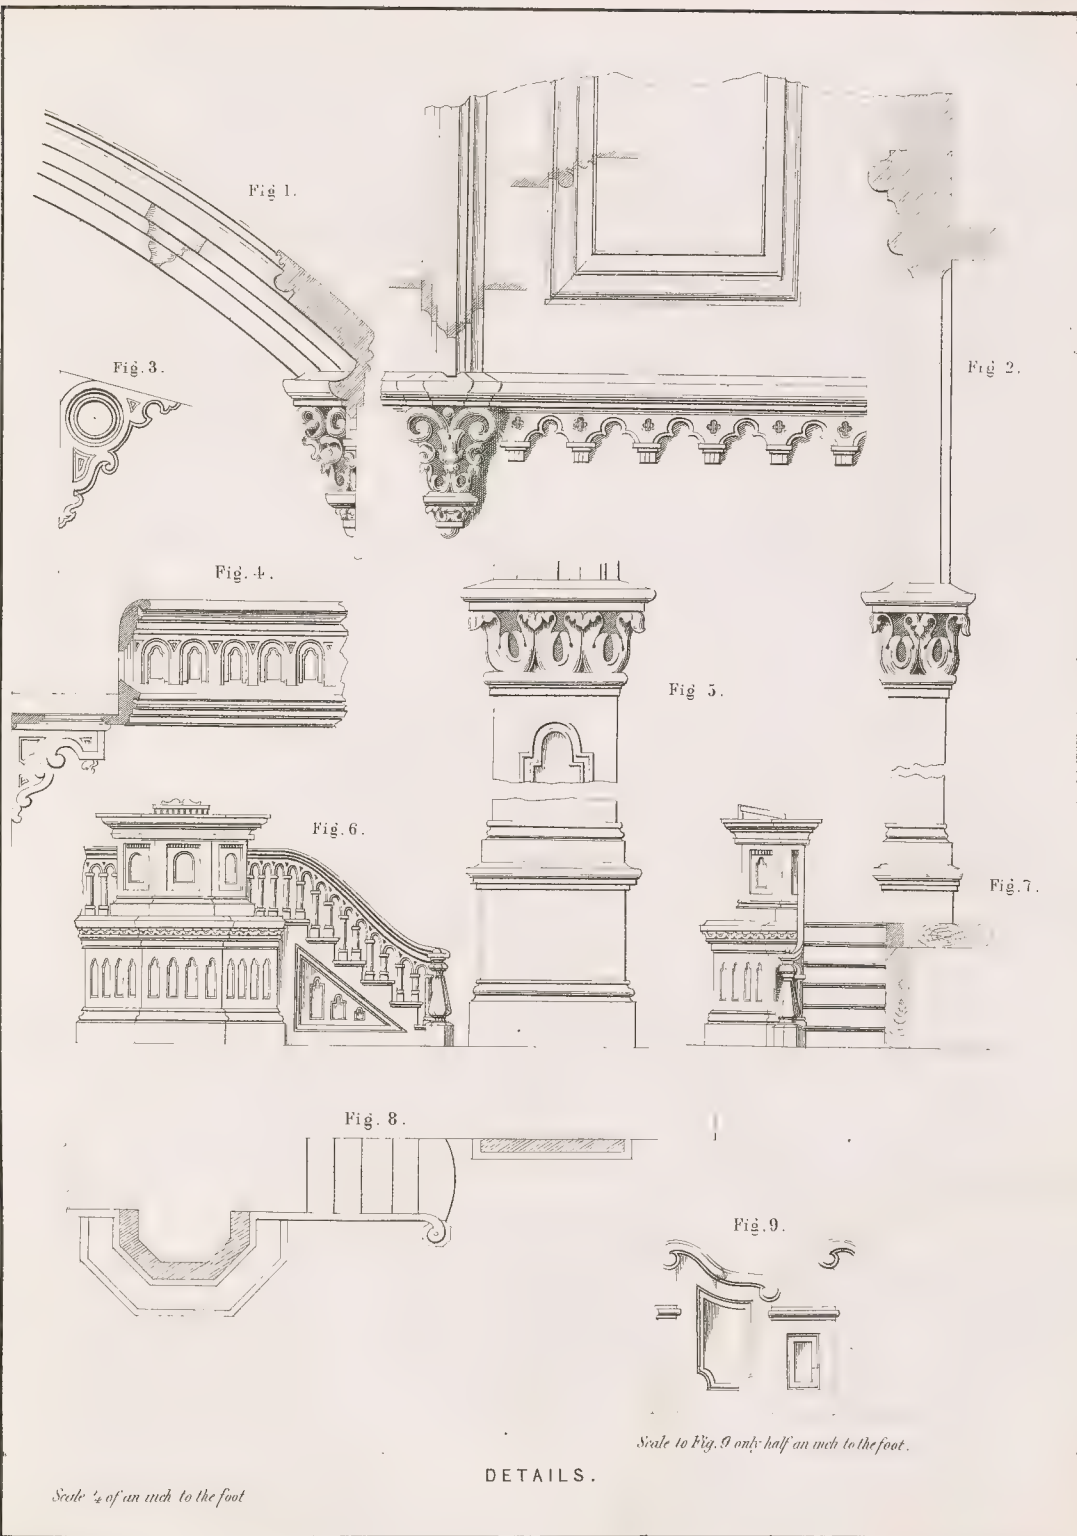 Fig 1.
Fig 2.
Fig. 3.
Fig. 4.
Fig 5.
Fig. 6.
Fig. 7.
Fig. 8.
Fig. 9.
Scale to Fig. 9 only half an inch to the foot.
DETAILS.
Scale ¼ of an inch to the foot